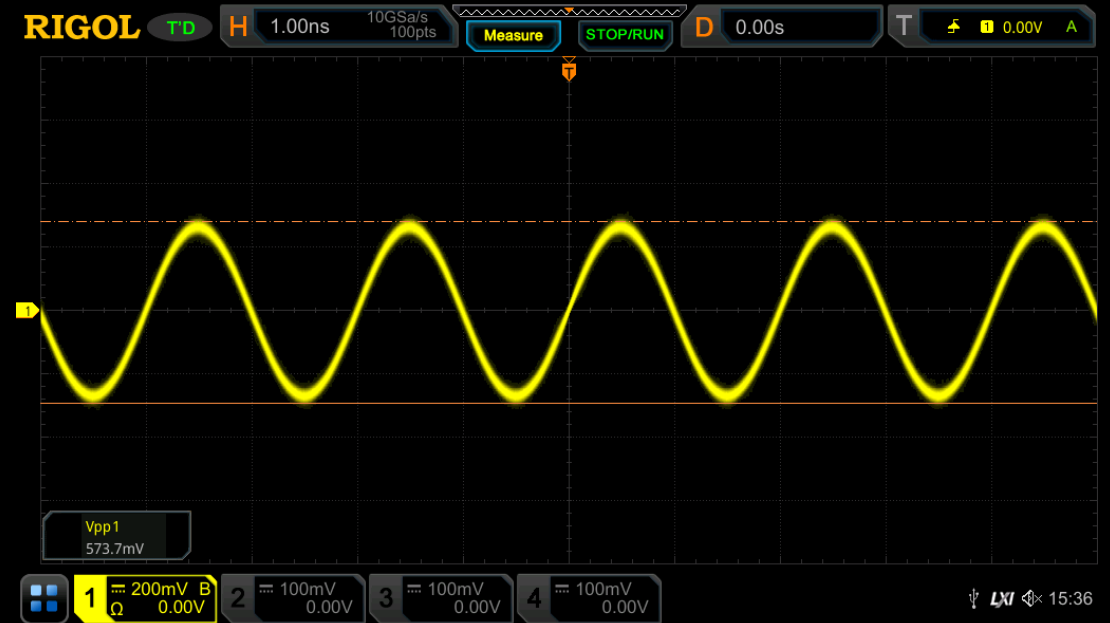 RIGOL T'D H 1.00ns 10GSa/s 100pts Measure STOP/RUN D 0.00s T 1 0.00V A
T
1
Vpp1
573.7mV
1 200mV B 2 100mV 3 100mV 4 100mV
Ω 0.00V 0.00V 0.00V 0.00V
LXI 15:36